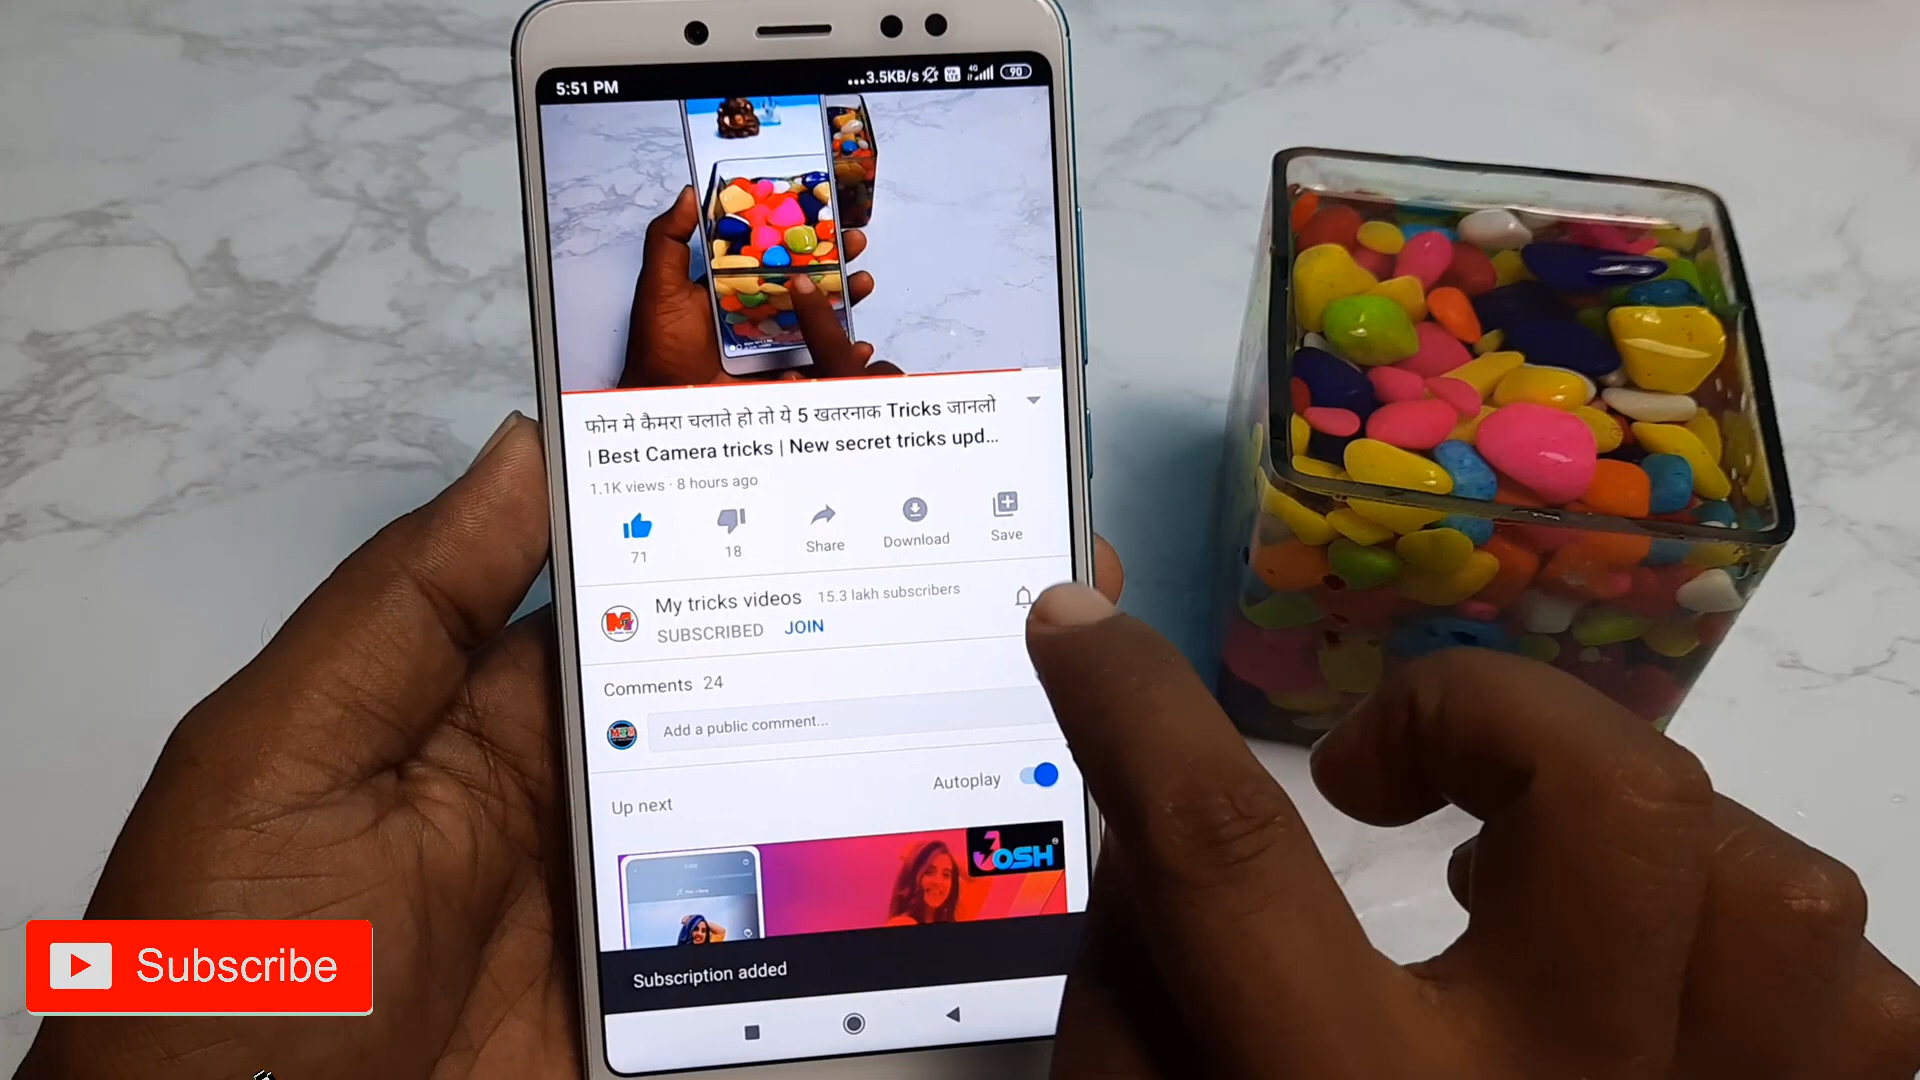 5:51 PM
...3.5KB/s 4G 90
फोन मे कैमरा चलाते हो तो ये 5 खतरनाक Tricks जानलो
| Best Camera tricks | New secret tricks upd...
1.1K views · 8 hours ago
71
18
Share
Download
Save
My tricks videos 15.3 lakh subscribers
SUBSCRIBED JOIN
Comments 24
Add a public comment...
Autoplay
Up next
JOSH
Subscription added
Subscribe